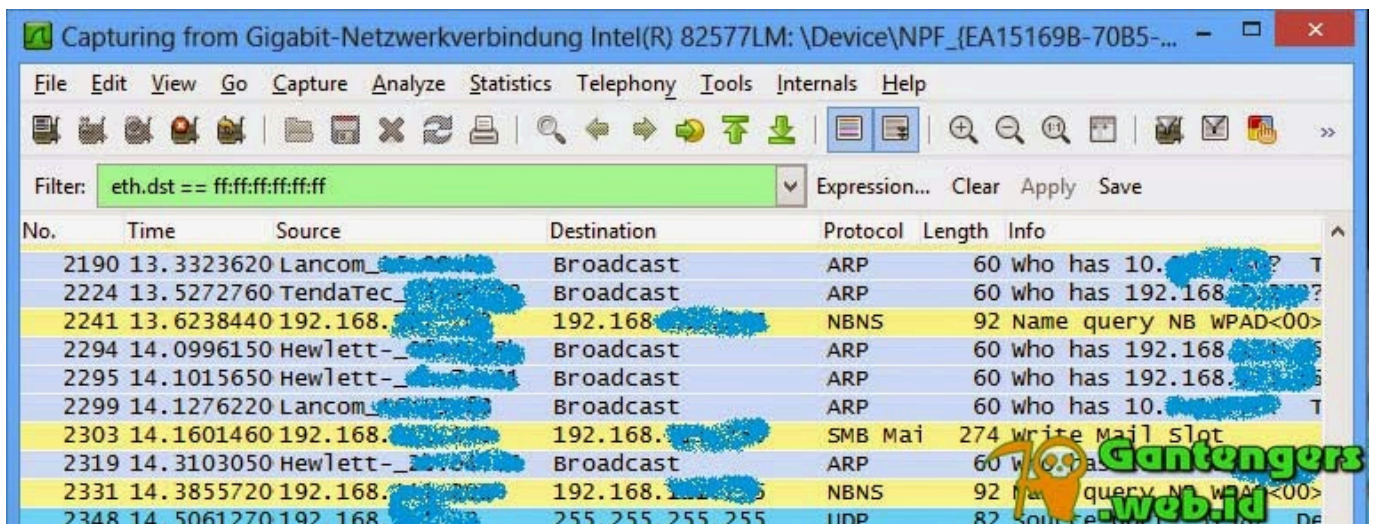 Capturing from Gigabit-Netzwerkverbindung Intel(R) 82577LM: \Device\NPF_{EA15169B-70B5-...
File Edit View Go Capture Analyze Statistics Telephony Tools Internals Help
Filter: eth.dst == ff:ff:ff:ff:ff:ff Expression... Clear Apply Save
No. Time Source Destination Protocol Length Info
2190 13.3323620 Lancom_ Broadcast ARP 60 Who has 10. ? T
2224 13.5272760 TendaTec_ Broadcast ARP 60 Who has 192.168. ?
2241 13.6238440 192.168. 192.168 NBNS 92 Name query NB WPAD<00>
2294 14.0996150 Hewlett-_ Broadcast ARP 60 Who has 192.168.
2295 14.1015650 Hewlett-_ Broadcast ARP 60 Who has 192.168.
2299 14.1276220 Lancom_ Broadcast ARP 60 Who has 10. T
2303 14.1601460 192.168. 192.168. SMB Mai 274 Write Mail Slot
2319 14.3103050 Hewlett-_ Broadcast ARP 60
2331 14.3855720 192.168. 192.168. NBNS 92 query NB WPAD<00>
2348 14.5061270 192.168. 255.255.255.255 UDP 82
Gantengers
.web.id